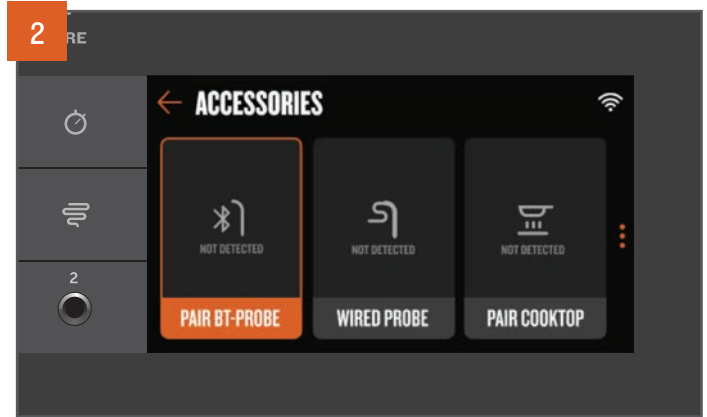 2
RE
ACCESSORIES
NOT DETECTED
NOT DETECTED
NOT DETECTED
2
PAIR BT-PROBE
WIRED PROBE
PAIR COOKTOP